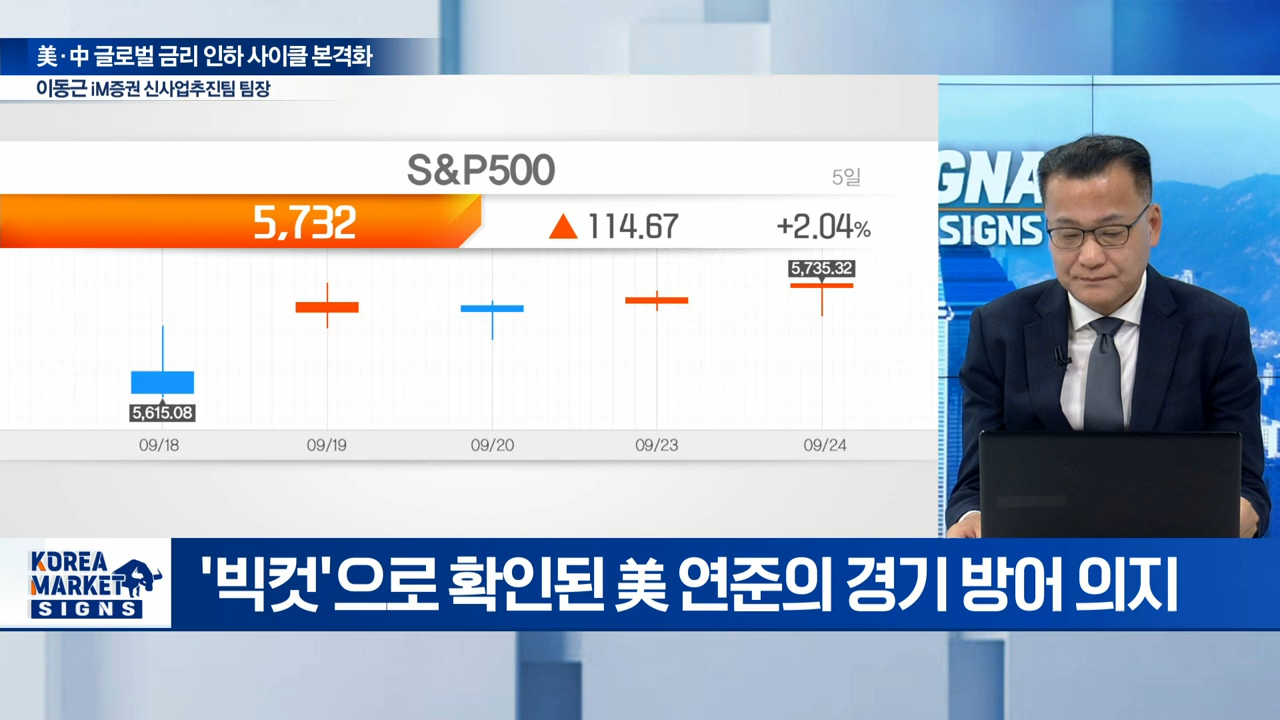 美·中 글로벌 금리 인하 사이클 본격화
이동근 iM증권 신사업추진팀 팀장
S&P500
5일
5,732
▲ 114.67
+2.04%
5,735.32
5,615.08
09/18
09/19
09/20
09/23
09/24
GNA
SIGNS
KOREA
MARKET
SIGNS
'빅컷'으로 확인된 美 연준의 경기 방어 의지